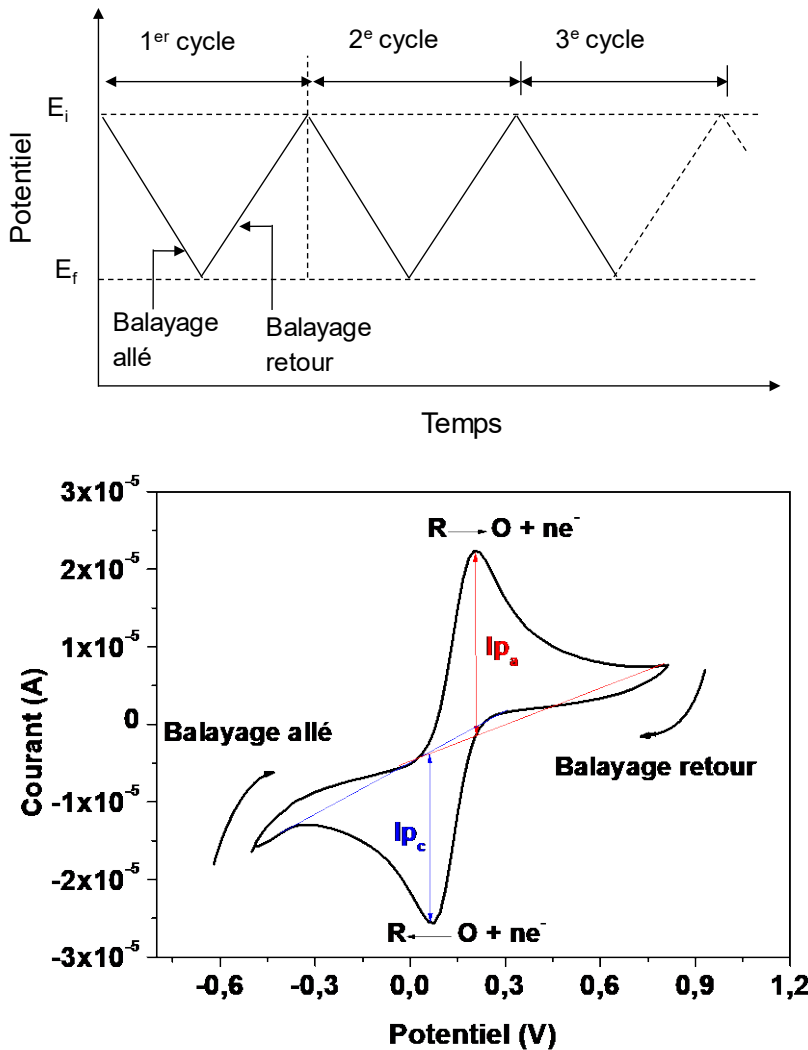 1er cycle 2e cycle 3e cycle
Ei
Potentiel
Ef
Balayage allé
Balayage retour
Temps
3x10-5
R → O + ne-
2x10-5
1x10-5
Ipa
0
Courant (A)
Balayage allé
Balayage retour
-1x10-5
Ipc
-2x10-5
R ← O + ne-
-3x10-5
-0,6 -0,3 0,0 0,3 0,6 0,9 1,2
Potentiel (V)